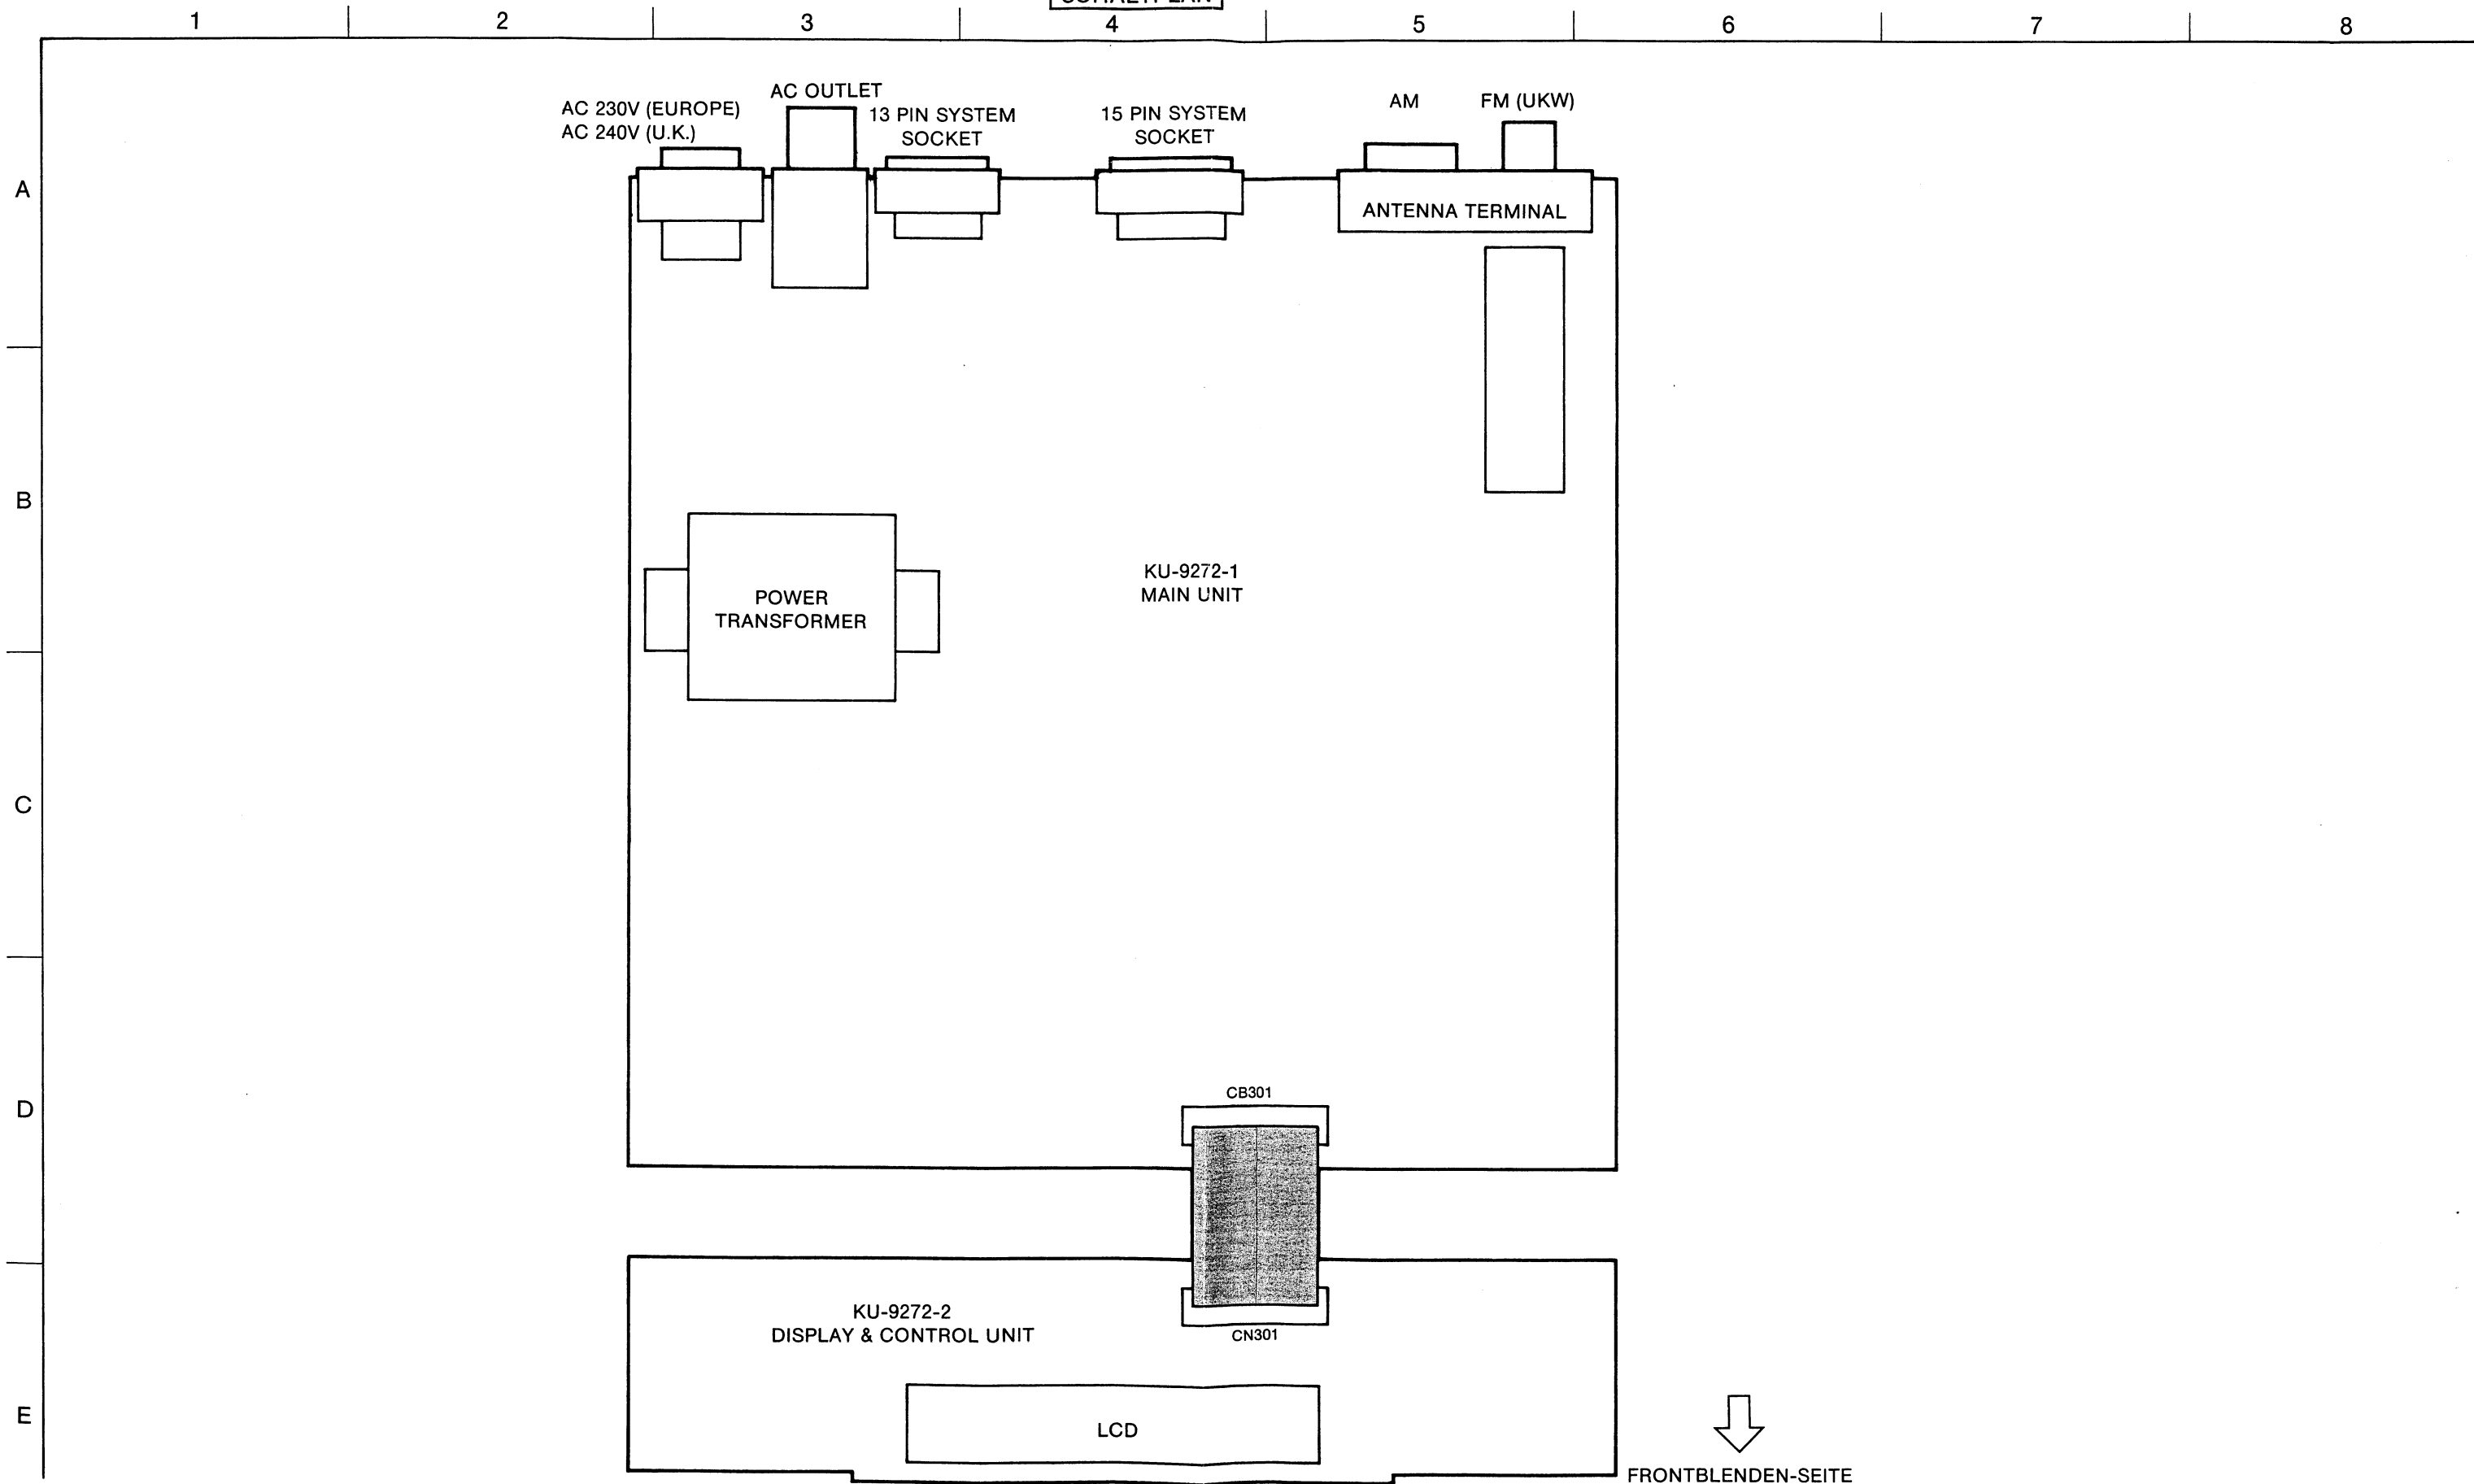 1 2 3 4 5 6 7 8
AC OUTLET
AC 230V (EUROPE)
AC 240V (U.K.)
13 PIN SYSTEM
SOCKET
15 PIN SYSTEM
SOCKET
AM
FM (UKW)
A
ANTENNA TERMINAL
B
KU-9272-1
MAIN UNIT
POWER
TRANSFORMER
C
CB301
D
KU-9272-2
DISPLAY & CONTROL UNIT
CN301
E
LCD
FRONTBLENDEN-SEITE